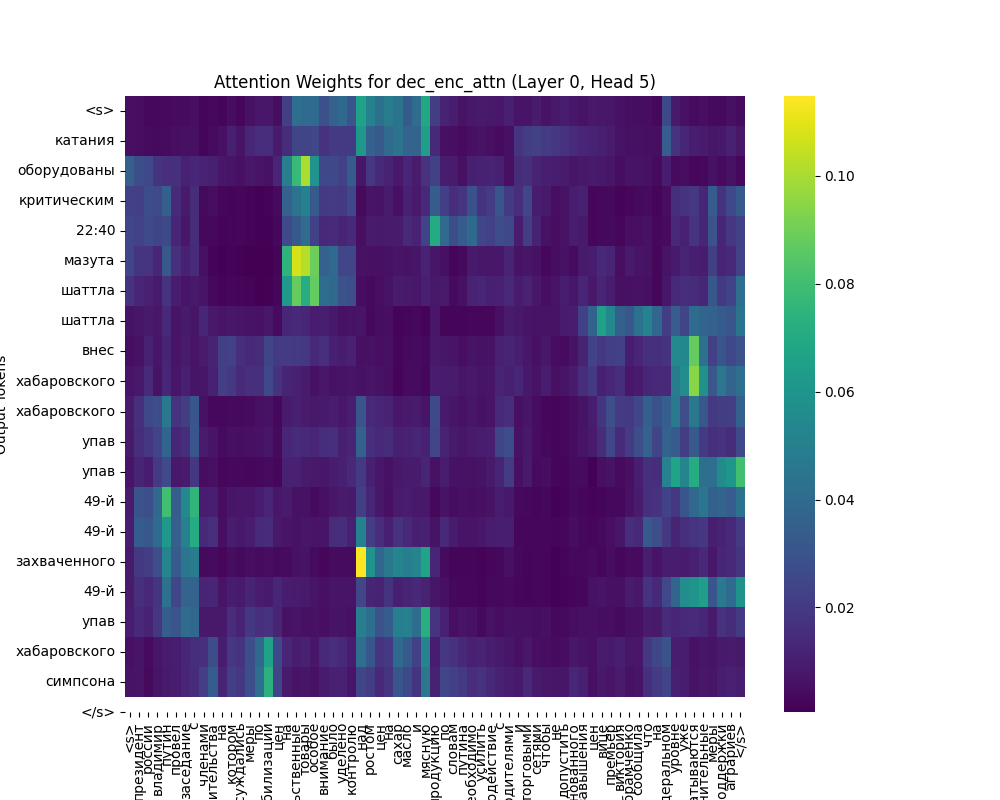 Attention Weights for dec_enc_attn (Layer 0, Head 5)
<s>
катания
оборудованы
критическим
22:40
мазута
шаттла
шаттла
внес
хабаровского
хабаровского
упав
упав
49-й
49-й
захваченного
49-й
упав
хабаровского
симпсона
</s>
0.10
0.08
0.06
0.04
0.02
<s>
президент
россии
владимир
путин
провел
заседание
с
членами
на
котором
меры
по
цен
на
товары
особое
внимание
было
уделено
контролю
над
ростом
цен
на
сахар
масло
и
мясную
продукцию
по
словам
путина
усилить
с
и
торговыми
сетями
чтобы
не
допустить
цен
вице
премьер
виктория
сообщила
что
на
уровне
уже
меры
аграриев
</s>